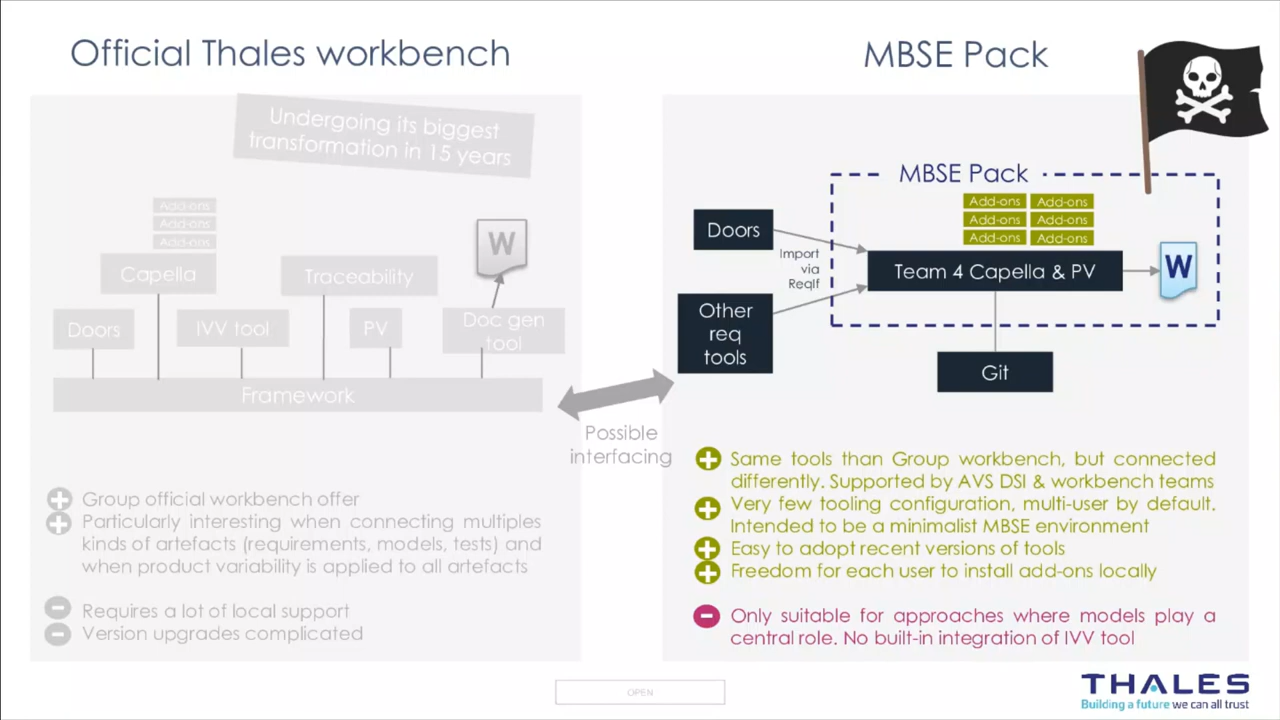 Official Thales workbench
Undergoing its biggest
transformation in 15 years
Add-ons
Add-ons
Add-ons
Capella
Traceability
W
Doors
IVV tool
PV
Doc gen
tool
Framework
Group official workbench offer
Particularly interesting when connecting multiples
kinds of artefacts (requirements, models, tests) and
when product variability is applied to all artefacts
Requires a lot of local support
Version upgrades complicated
Possible
interfacing
MBSE Pack
MBSE Pack
Add-ons Add-ons
Add-ons Add-ons
Add-ons Add-ons
Doors
Import
via
ReqIf
Team 4 Capella & PV
W
Other
req
tools
Git
Same tools than Group workbench, but connected
differently. Supported by AVS DSI & workbench teams
Very few tooling configuration, multi-user by default.
Intended to be a minimalist MBSE environment
Easy to adopt recent versions of tools
Freedom for each user to install add-ons locally
Only suitable for approaches where models play a
central role. No built-in integration of IVV tool
OPEN
THALES
Building a future we can all trust